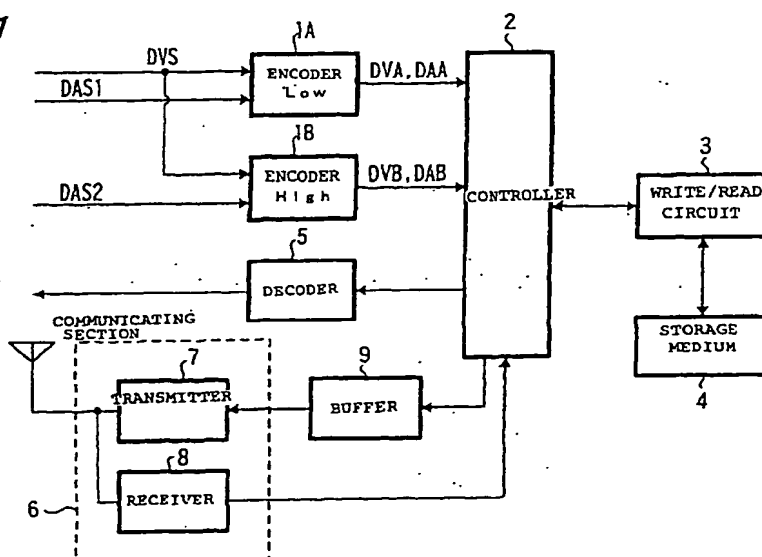 1A
2
DVS
ENCODER
Low
DVA, DAA
DAS1
1B
3
ENCODER
High
DVB, DAB
CONTROLLER
WRITE/READ
CIRCUIT
DAS2
5
DECODER
COMMUNICATING
SECTION
STORAGE
MEDIUM
7
9
4
TRANSMITTER
BUFFER
8
RECEIVER
6